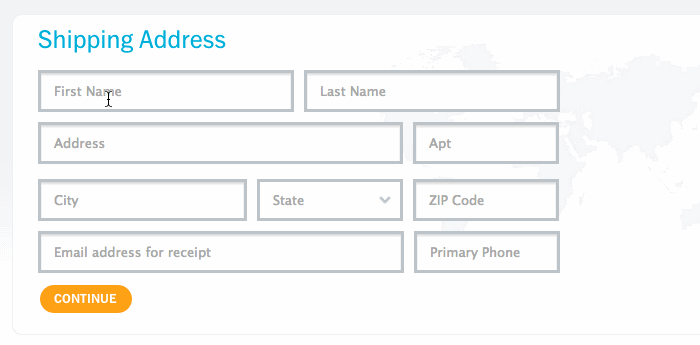 Shipping Address
First Name Last Name
Address Apt
City State ZIP Code
Email address for receipt Primary Phone
CONTINUE